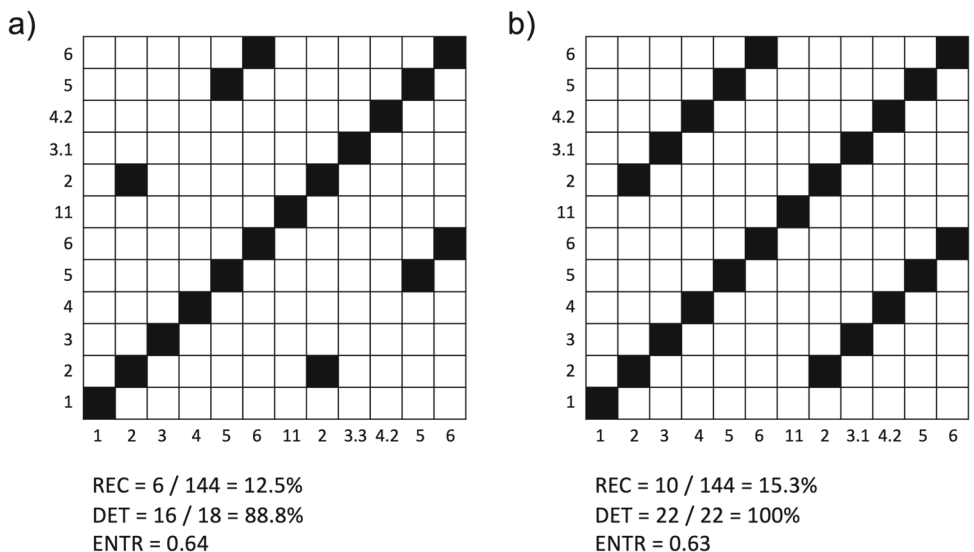 a)
6
5
4.2
3.1
2
11
6
5
4
3
2
1
1 2 3 4 5 6 11 2 3.3 4.2 5 6
REC = 6 / 144 = 12.5%
DET = 16 / 18 = 88.8%
ENTR = 0.64
b)
6
5
4.2
3.1
2
11
6
5
4
3
2
1
1 2 3 4 5 6 11 2 3.1 4.2 5 6
REC = 10 / 144 = 15.3%
DET = 22 / 22 = 100%
ENTR = 0.63